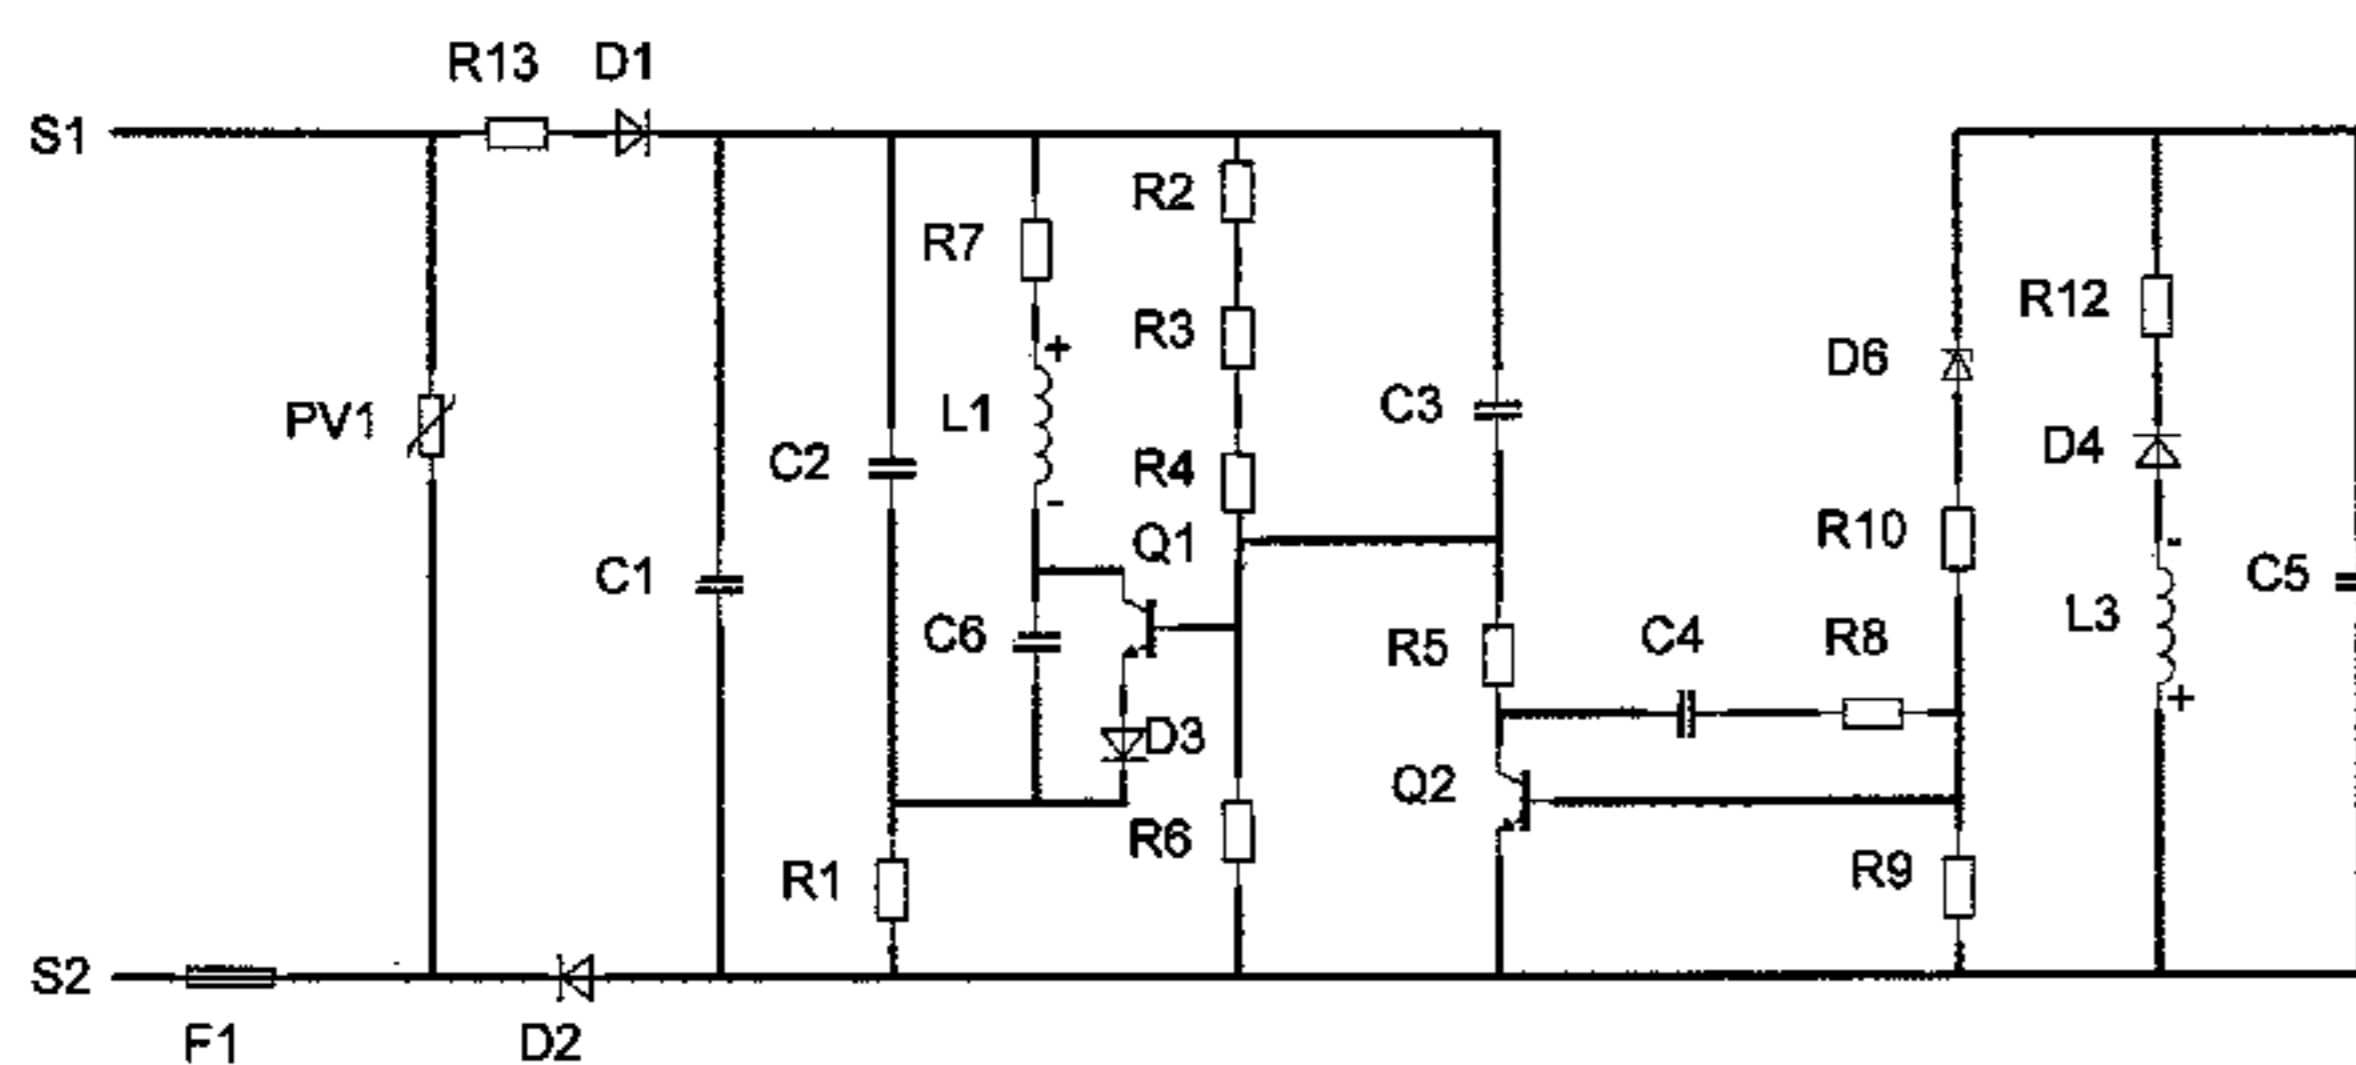 R13 D1
S1
R2
R7
R12
R3
D6
L1
C3
PV1
D4
C2
R4
R10
Q1
C1
C5
L3
C6
R5
C4
R8
D3
Q2
R6
R1
R9
S2
F1
D2
+
-
-
+